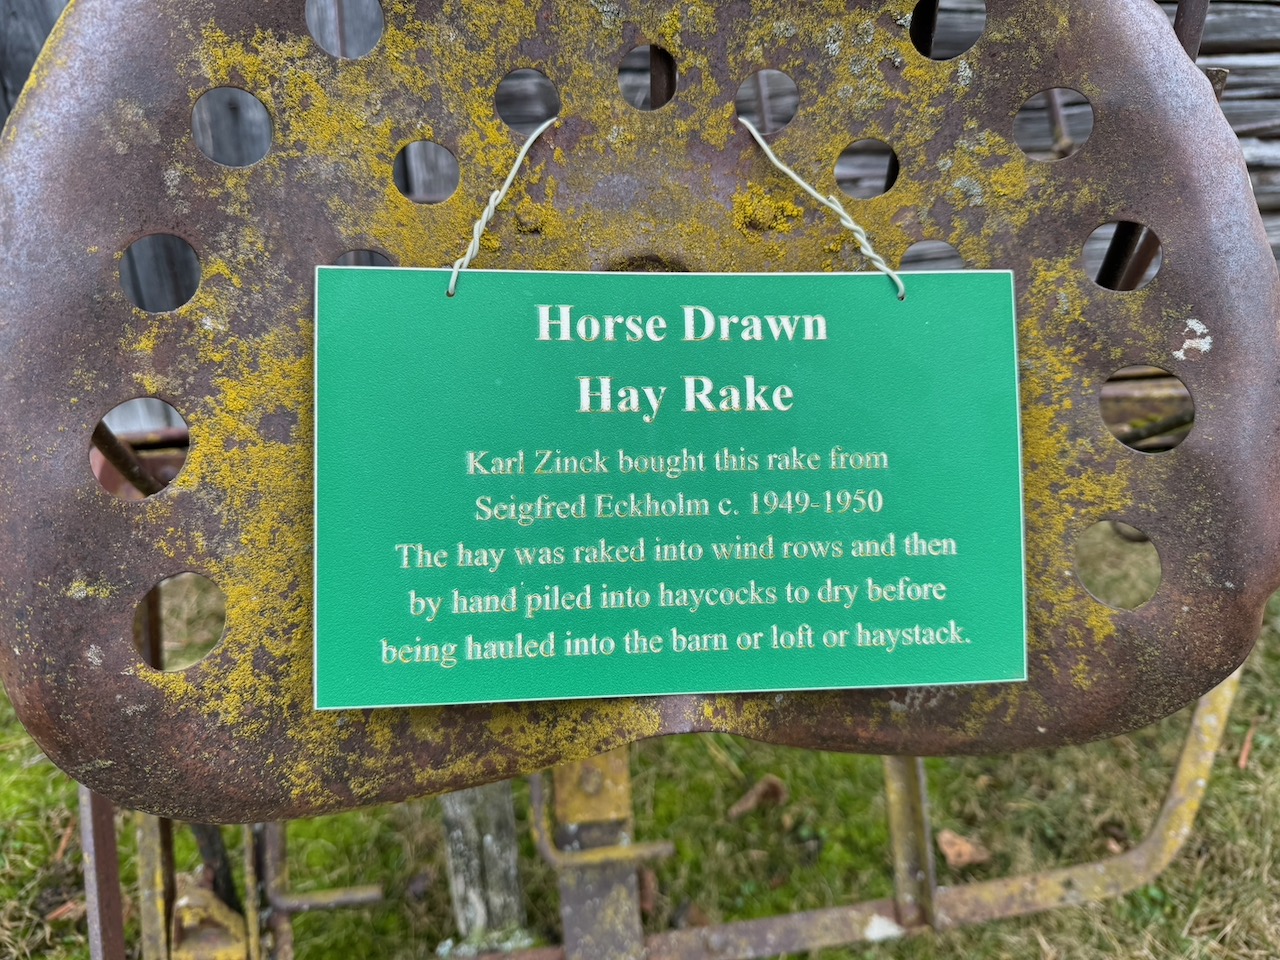 Horse Drawn
Hay Rake
Karl Zinck bought this rake from
Seigfred Eckholm c. 1949-1950
The hay was raked into wind rows and then
by hand piled into haycocks to dry before
being hauled into the barn or loft or haystack.